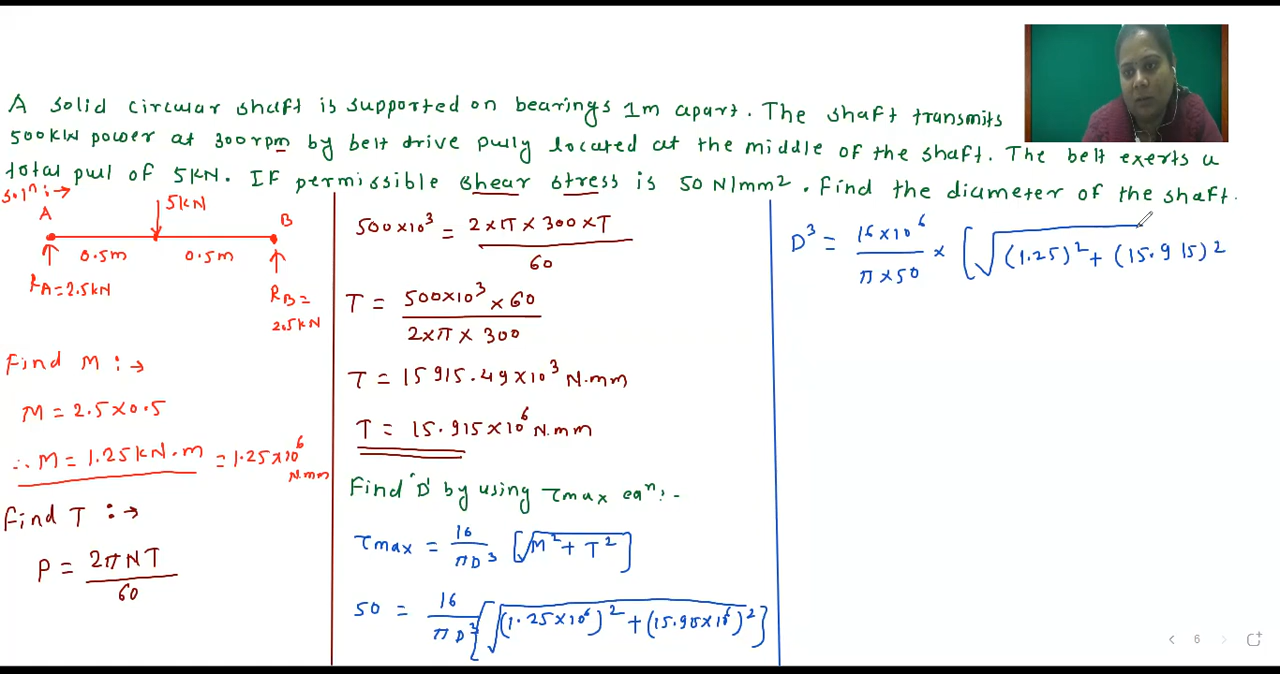 A solid circular shaft is supported on bearings 1m apart. The shaft transmits
500kW power at 300rpm by belt drive pully located at the middle of the shaft. The belt exerts a
total pull of 5kN. IF permissible shear stress is 50 N/mm2. Find the diameter of the shaft.
Soln :→
5kN
A
B
0.5m 0.5m
RA=2.5kN
RB=
2.5kN
Find M :→
M = 2.5×0.5
∴ M = 1.25kN.m = 1.25×10⁶
N.mm
Find T :→
P = 2πNT
60
500×10³ = 2×π×300×T
60
T = 500×10³×60
2×π×300
T = 15915.49×10³ N.mm
T = 15.915×10⁶ N.mm
Find 'D' by using τmax eqn:-
τmax = 16/πD³ [√M²+T²]
50 = 16/πD³ [√(1.25×10⁶)²+(15.90×10⁶)²]
D³ = 16×10⁶/π×50 × [√(1.25)²+(15.915)²
6